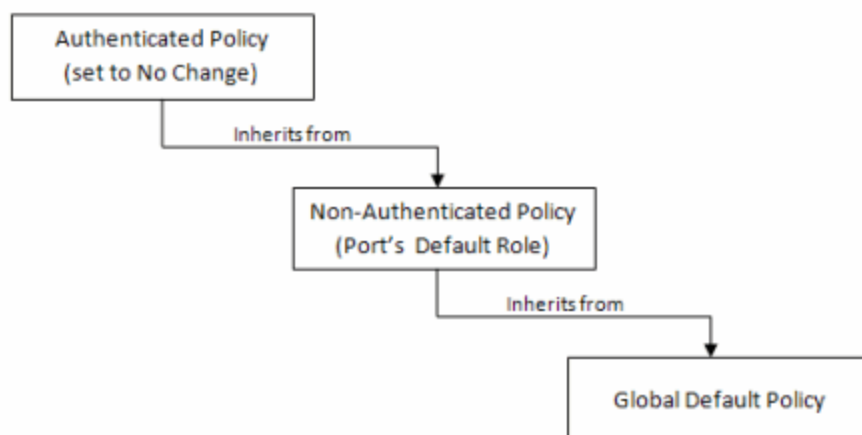 Authenticated Policy
(set to No Change)
Inherits from
Non-Authenticated Policy
(Port's Default Role)
Inherits from
Global Default Policy